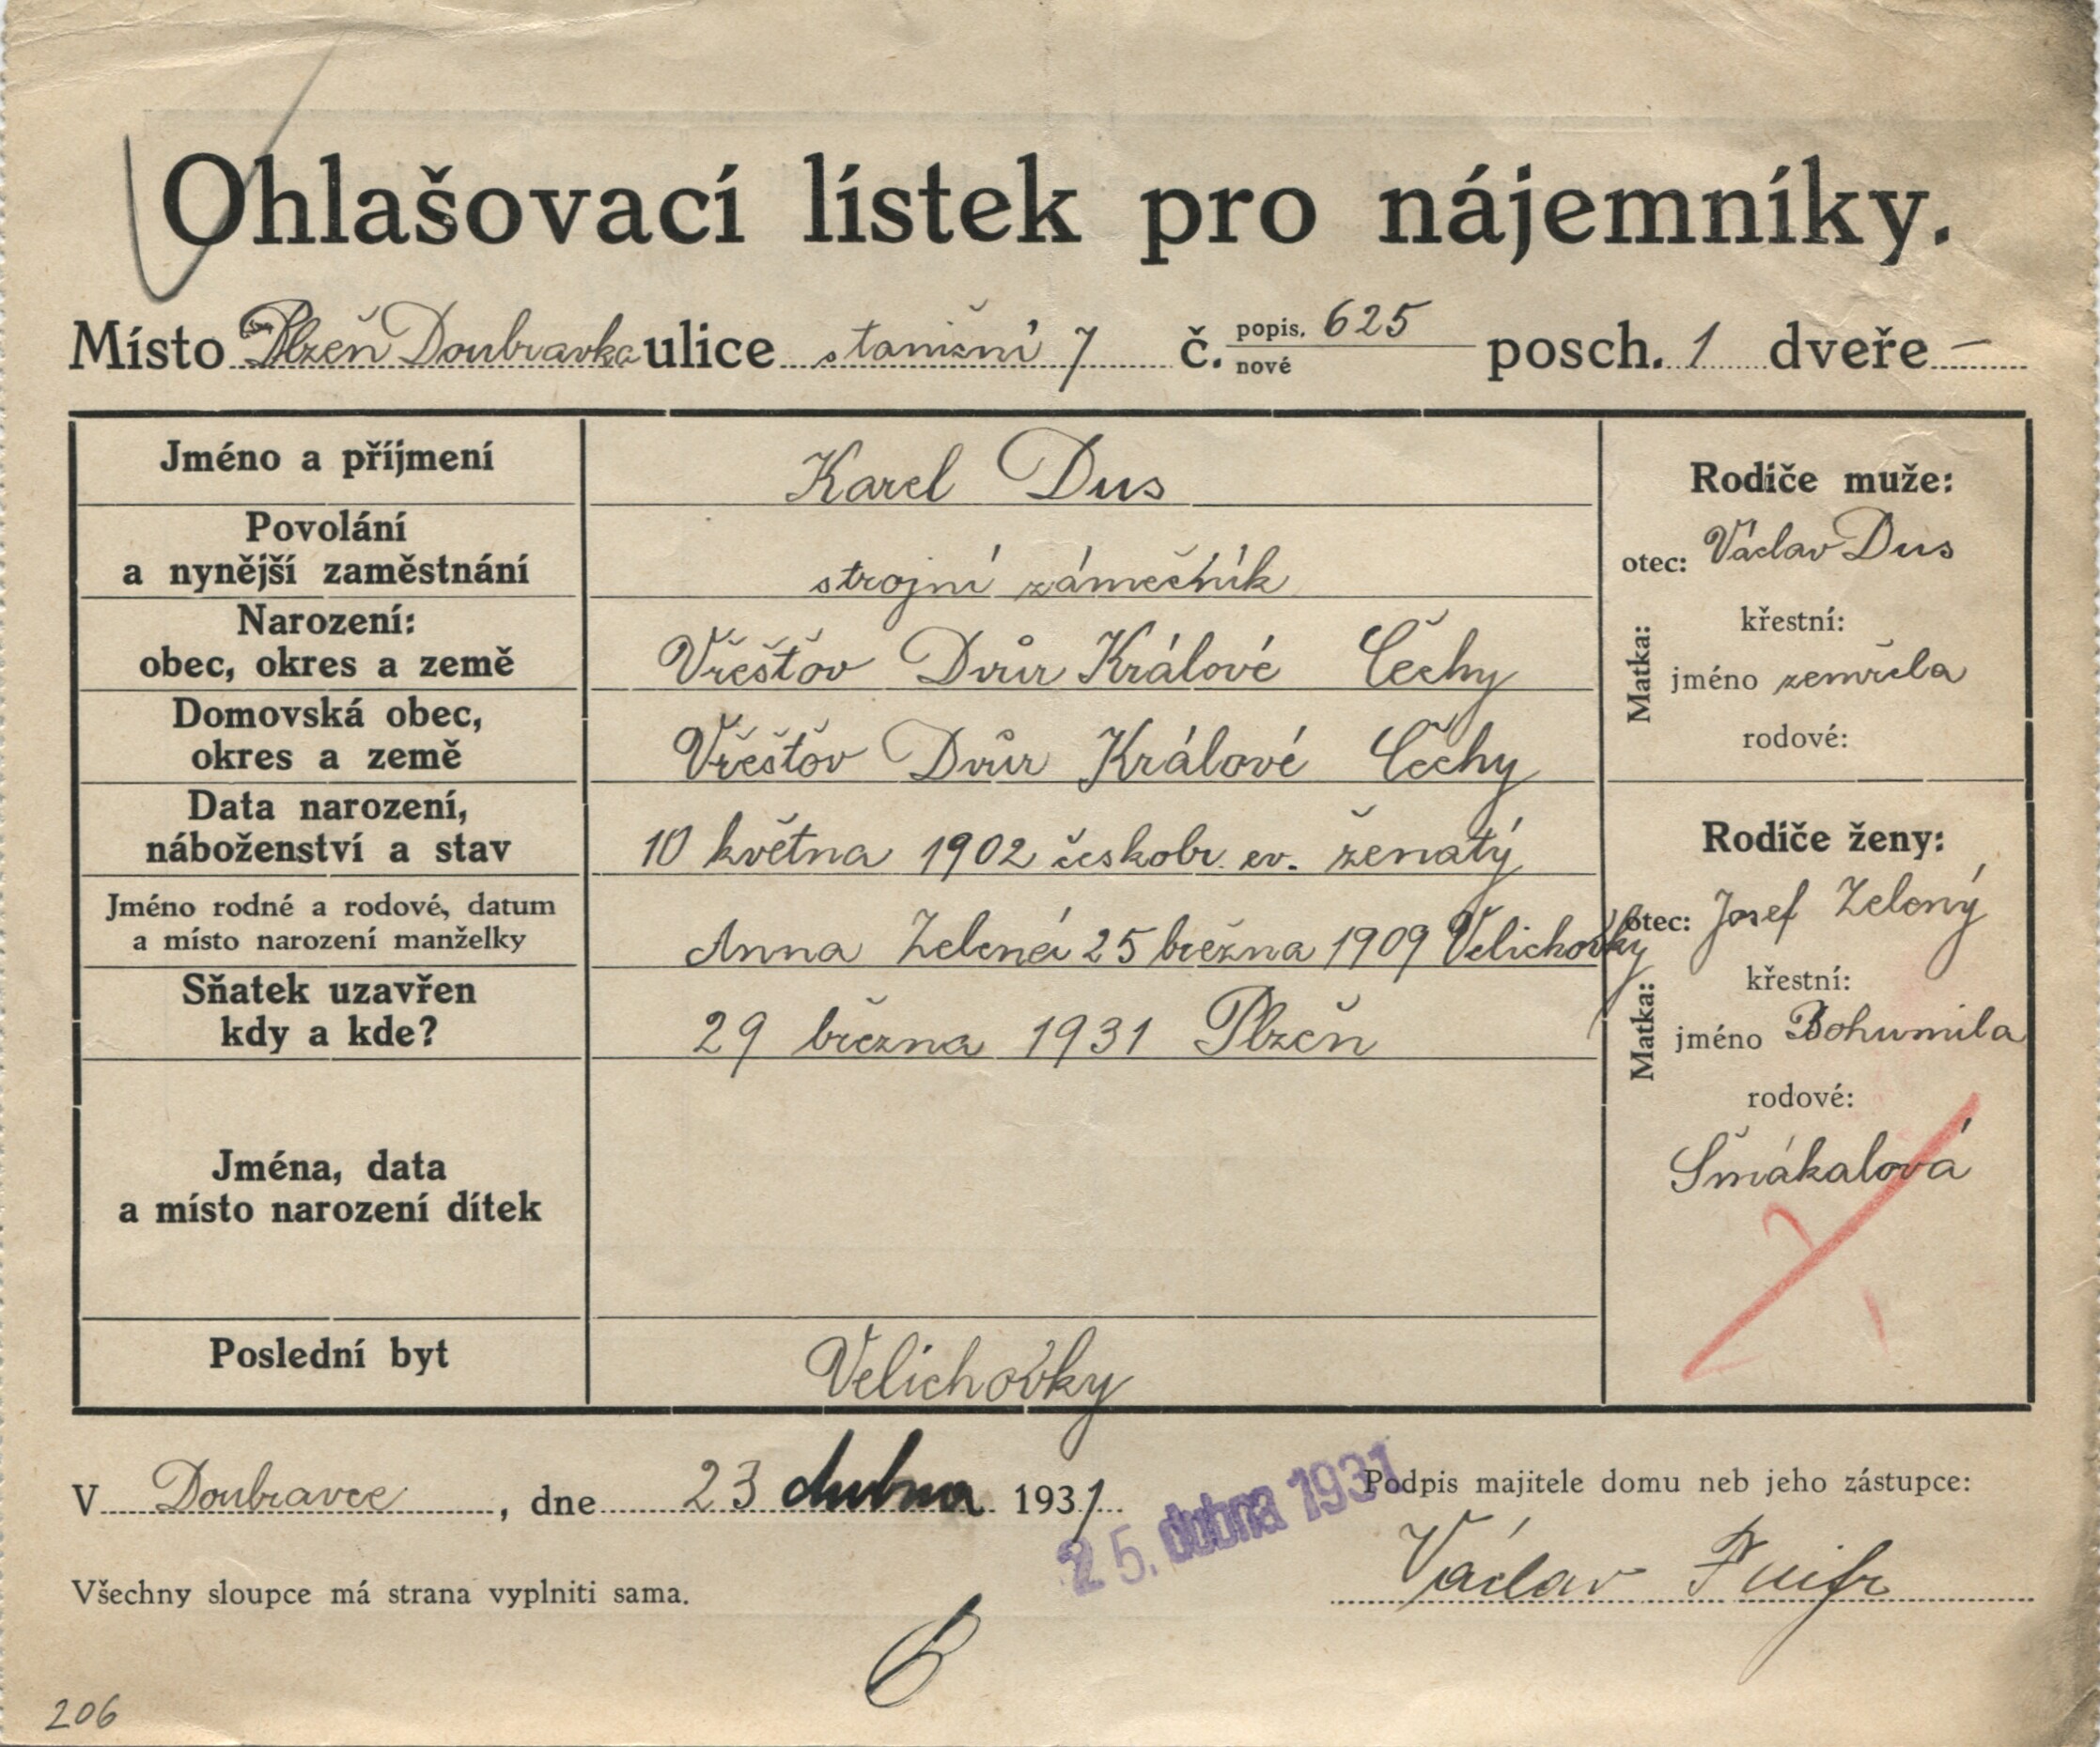 Ohlašovací lístek pro nájemníky.
Místo Plzeň Doubravka ulice staniční 7 č. popis. 625 nové posch. 1 dveře —
Jméno a příjmení
Karel Dus
Povolání
a nynější zaměstnání
strojní zámečník
Narození:
obec, okres a země
Vřešťov Dvůr Králové Čechy
Domovská obec,
okres a země
Vřešťov Dvůr Králové Čechy
Data narození,
náboženství a stav
10 května 1902 českobr. ev. ženatý
Jméno rodné a rodové, datum
a místo narození manželky
Anna Zelená 25 března 1909 Velichovky
Sňatek uzavřen
kdy a kde?
29 března 1931 Plzeň
Jména, data
a místo narození dítek
Poslední byt
Velichovky
Rodiče muže:
otec: Václav Dus
Matka:
křestní:
jméno zemřela
rodové:
Rodiče ženy:
otec: Josef Zelený
Matka:
křestní:
jméno Bohumila
rodové:
Šmákalová
V Doubravce, dne 23 dubna 1931
25. dubna 1931
Podpis majitele domu neb jeho zástupce:
Václav
Všechny sloupce má strana vyplniti sama.
206